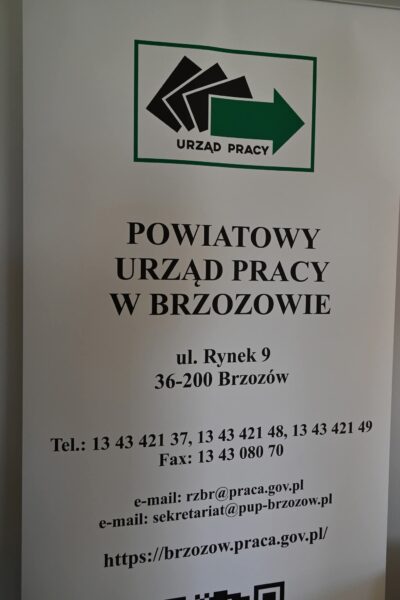 URZĄD PRACY
POWIATOWY
URZĄD PRACY
W BRZOZOWIE
ul. Rynek 9
36-200 Brzozów
Tel.: 13 43 421 37, 13 43 421 48, 13 43 421 49
Fax: 13 43 080 70
e-mail: rzbr@praca.gov.pl
e-mail: sekretariat@pup-brzozow.pl
https://brzozow.praca.gov.pl/